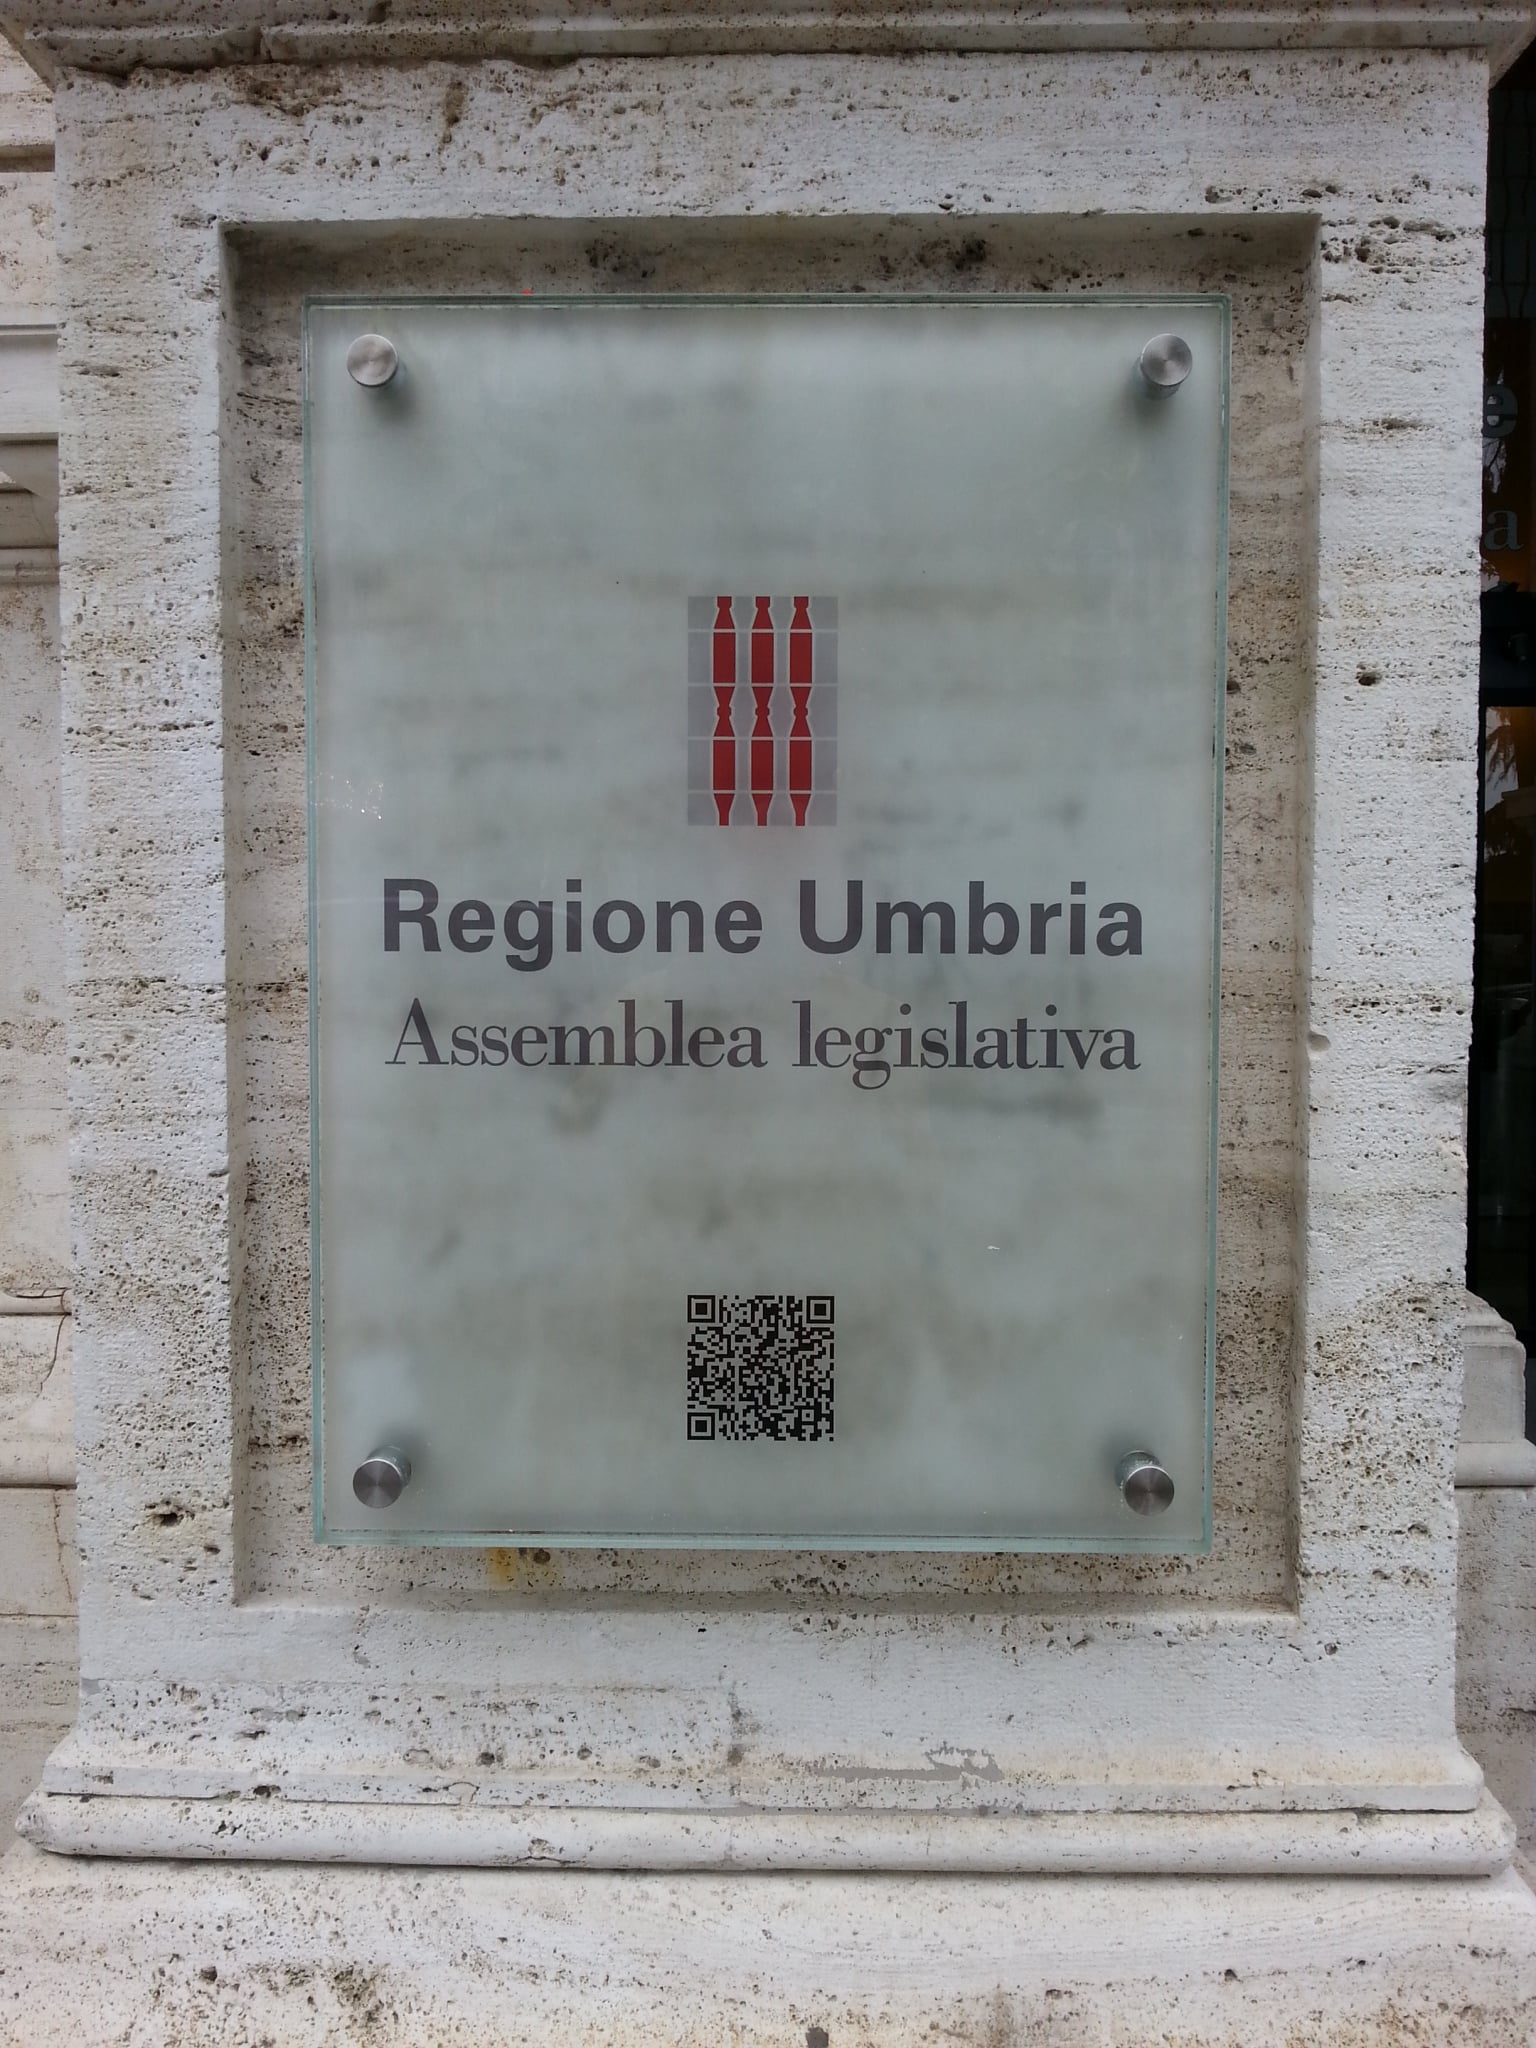 Regione Umbria
Assemblea legislativa